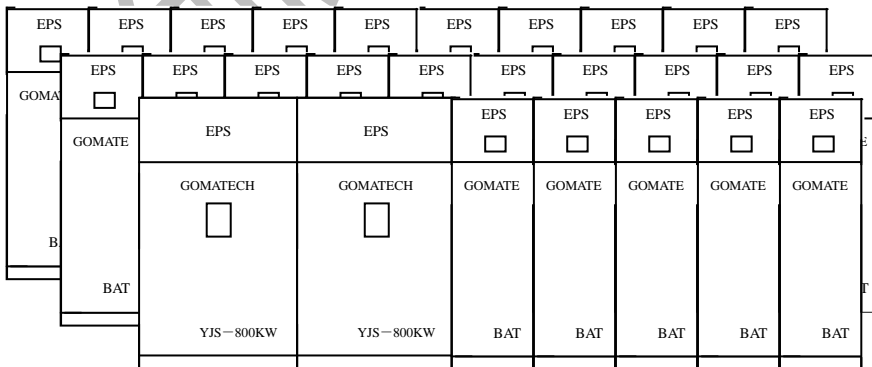 EPS EPS EPS EPS EPS EPS EPS EPS EPS EPS
EPS EPS EPS EPS EPS EPS EPS EPS EPS EPS
EPS EPS EPS EPS EPS EPS EPS
GOMA
GOMATE
GOMATECH GOMATECH GOMATE GOMATE GOMATE GOMATE GOMATE
BAT
YJS－800KW YJS－800KW BAT BAT BAT BAT BAT